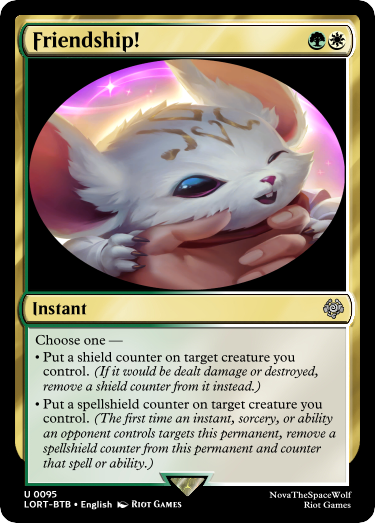 Friendship!
Instant
Choose one —
• Put a shield counter on target creature you
control. (If it would be dealt damage or destroyed,
remove a shield counter from it instead.)
• Put a spellshield counter on target creature you
control. (The first time an instant, sorcery, or ability
an opponent controls targets this permanent, remove a
spellshield counter from this permanent and counter
that spell or ability.)
U 0095
LORT-BTB • English Riot Games
NovaTheSpaceWolf
Riot Games